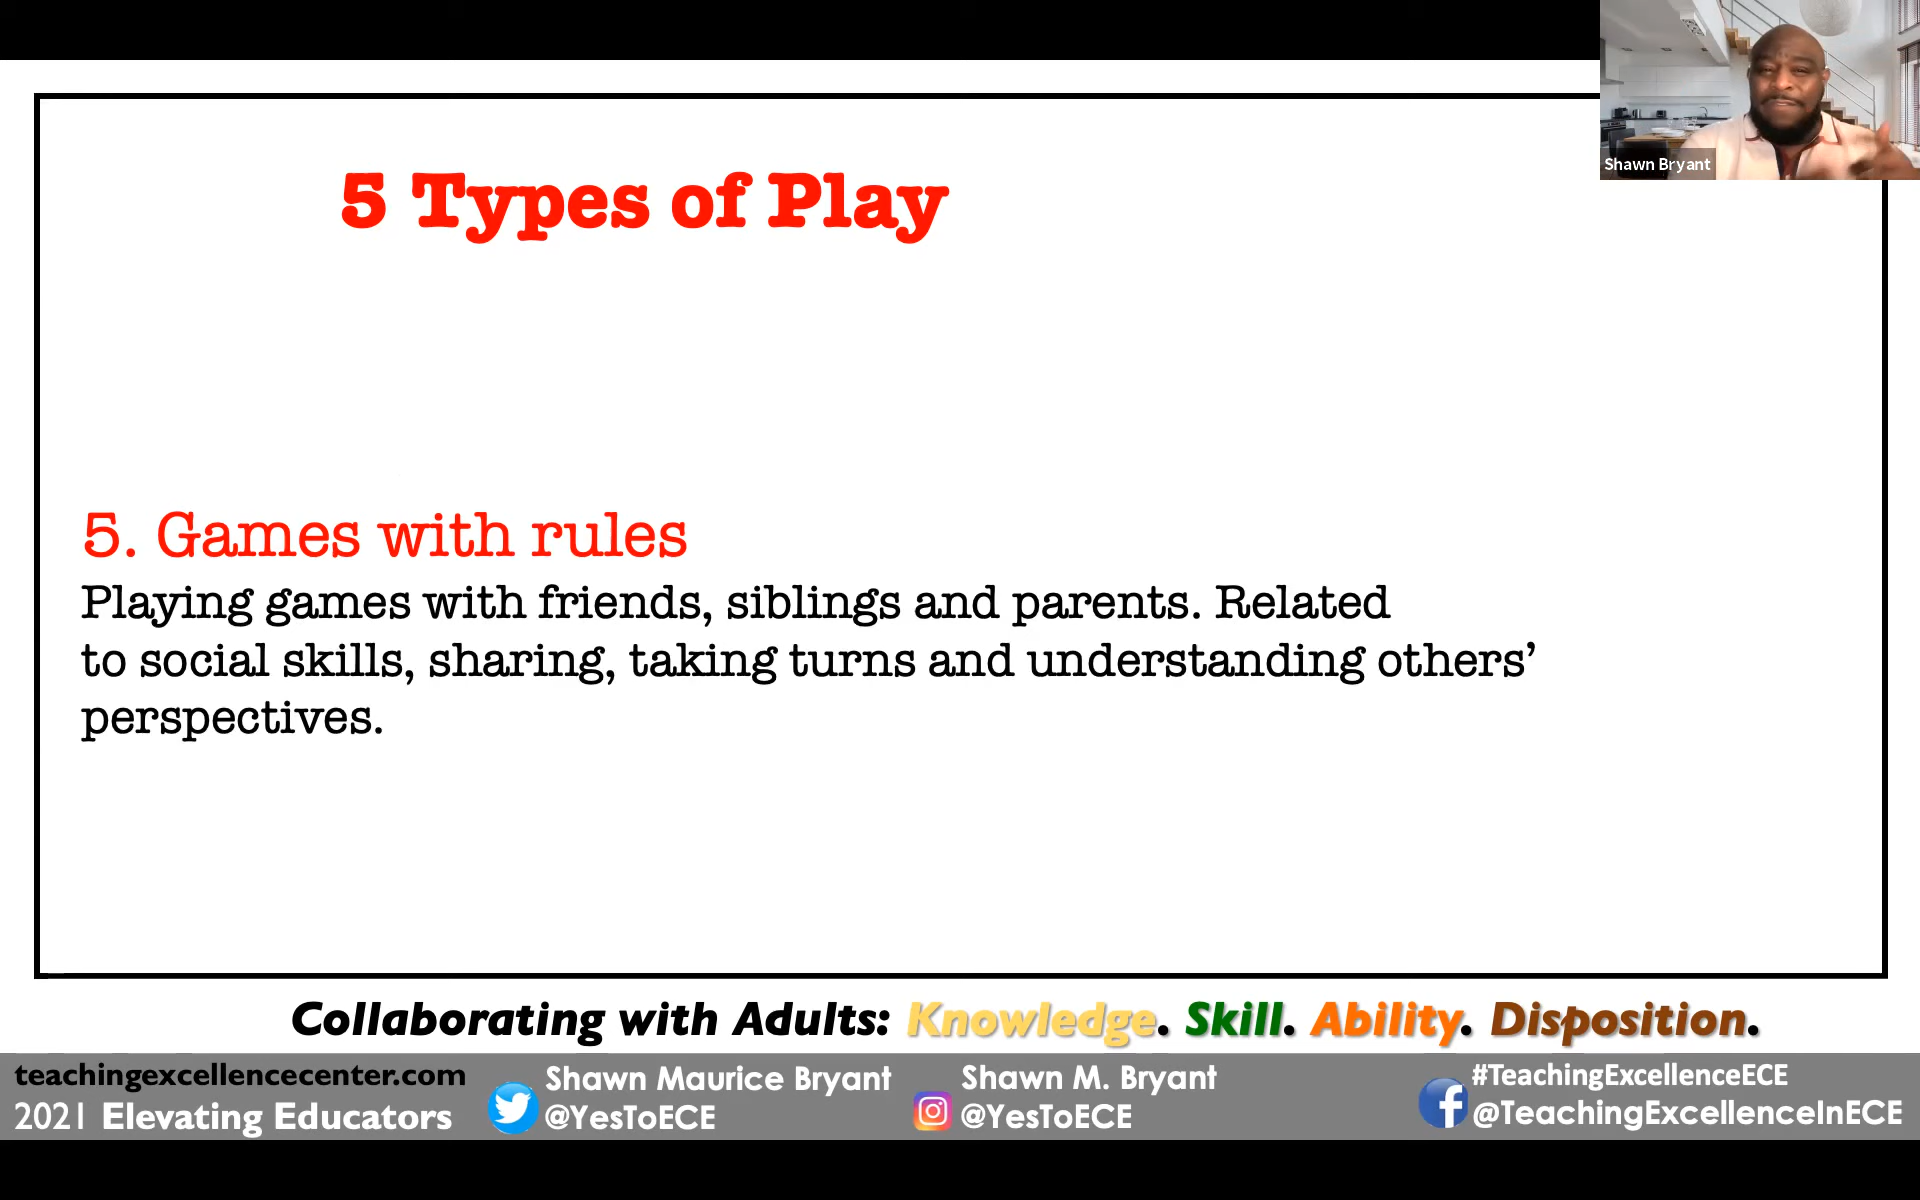 Shawn Bryant
5 Types of Play
5. Games with rules
Playing games with friends, siblings and parents. Related
to social skills, sharing, taking turns and understanding others’
perspectives.
Collaborating with Adults: Knowledge. Skill. Ability. Disposition.
teachingexcellencecenter.com
2021 Elevating Educators
Shawn Maurice Bryant
@YesToECE
Shawn M. Bryant
@YesToECE
#TeachingExcellenceECE
@TeachingExcellenceInECE